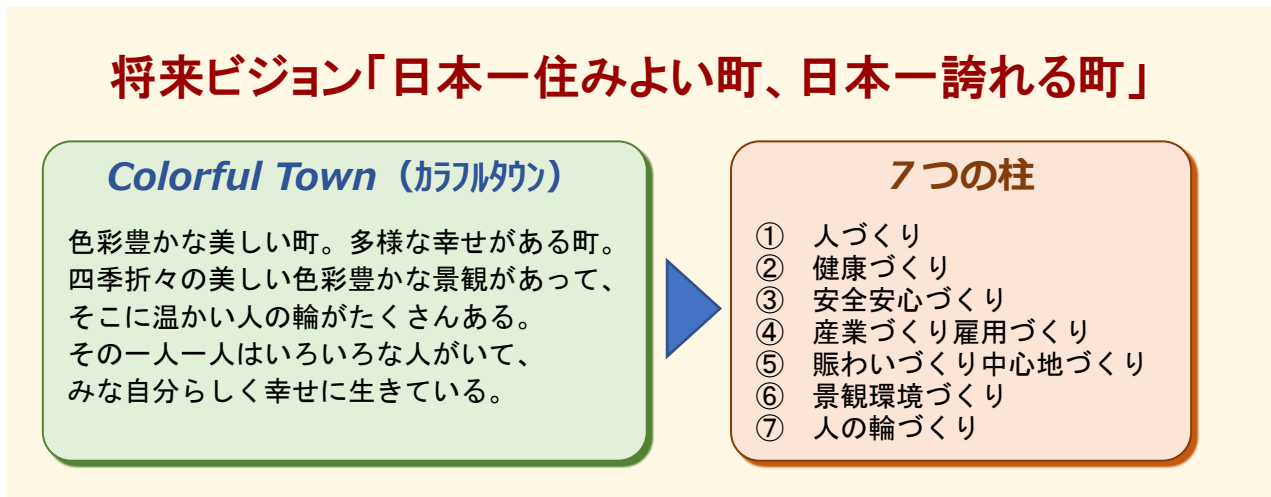 将来ビジョン「日本一住みよい町、日本一誇れる町」
Colorful Town（ｶﾗﾌﾙﾀｳﾝ）
色彩豊かな美しい町。多様な幸せがある町。
四季折々の美しい色彩豊かな景観があって、
そこに温かい人の輪がたくさんある。
その一人一人はいろいろな人がいて、
みな自分らしく幸せに生きている。
7つの柱
①　人づくり
②　健康づくり
③　安全安心づくり
④　産業づくり雇用づくり
⑤　賑わいづくり中心地づくり
⑥　景観環境づくり
⑦　人の輪づくり